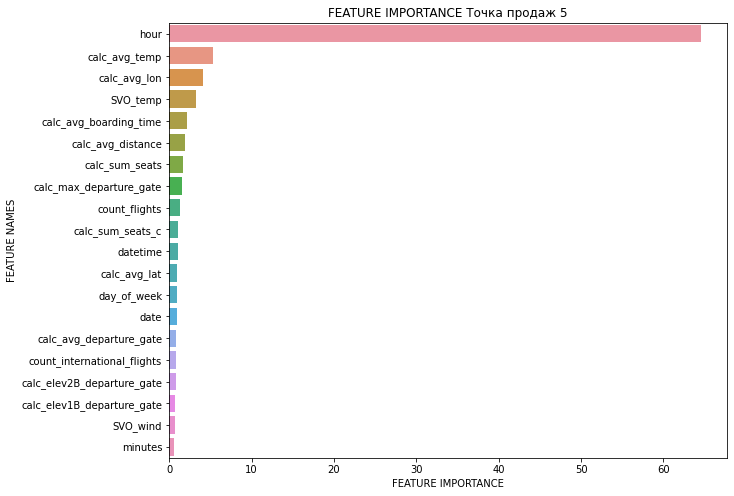 FEATURE IMPORTANCE Точка продаж 5
FEATURE NAMES
hour
calc_avg_temp
calc_avg_lon
SVO_temp
calc_avg_boarding_time
calc_avg_distance
calc_sum_seats
calc_max_departure_gate
count_flights
calc_sum_seats_c
datetime
calc_avg_lat
day_of_week
date
calc_avg_departure_gate
count_international_flights
calc_elev2B_departure_gate
calc_elev1B_departure_gate
SVO_wind
minutes
0 10 20 30 40 50 60
FEATURE IMPORTANCE